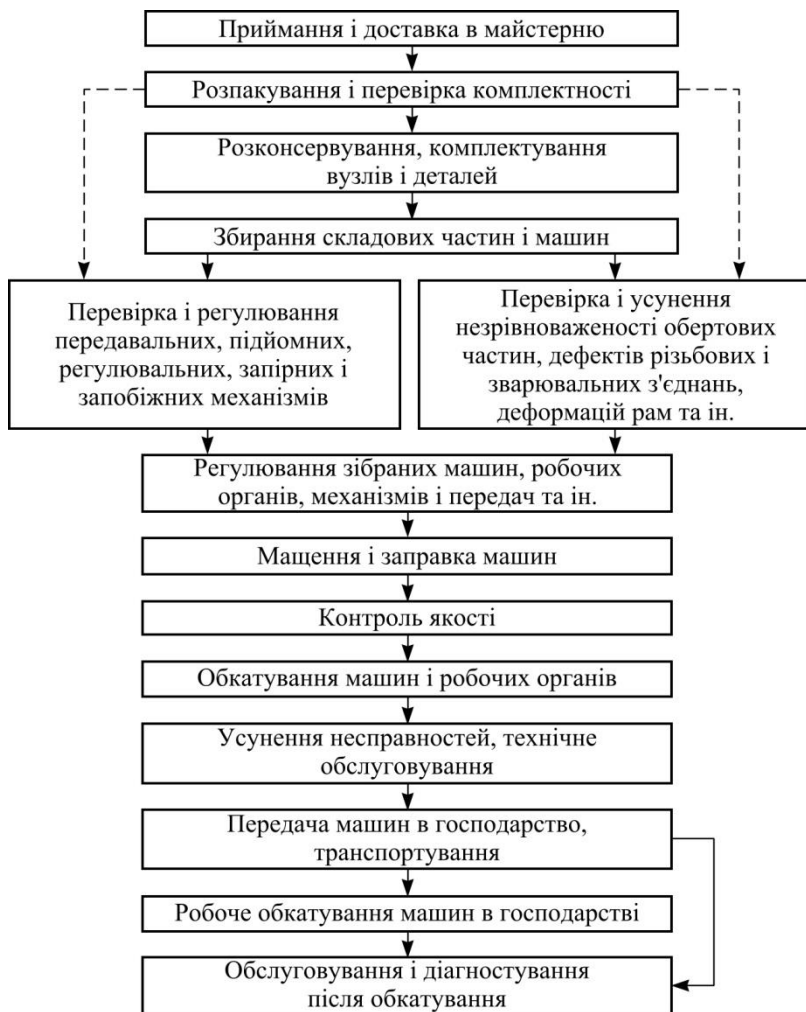 Приймання і доставка в майстерню
Розпакування і перевірка комплектності
Розконсервування, комплектування
вузлів і деталей
Збирання складових частин і машин
Перевірка і регулювання
передавальних, підйомних,
регулювальних, запірних і
запобіжних механізмів
Перевірка і усунення
незрівноваженості обертових
частин, дефектів різьбових і
зварювальних з'єднань,
деформацій рам та ін.
Регулювання зібраних машин, робочих
органів, механізмів і передач та ін.
Мащення і заправка машин
Контроль якості
Обкатування машин і робочих органів
Усунення несправностей, технічне
обслуговування
Передача машин в господарство,
транспортування
Робоче обкатування машин в господарстві
Обслуговування і діагностування
після обкатування